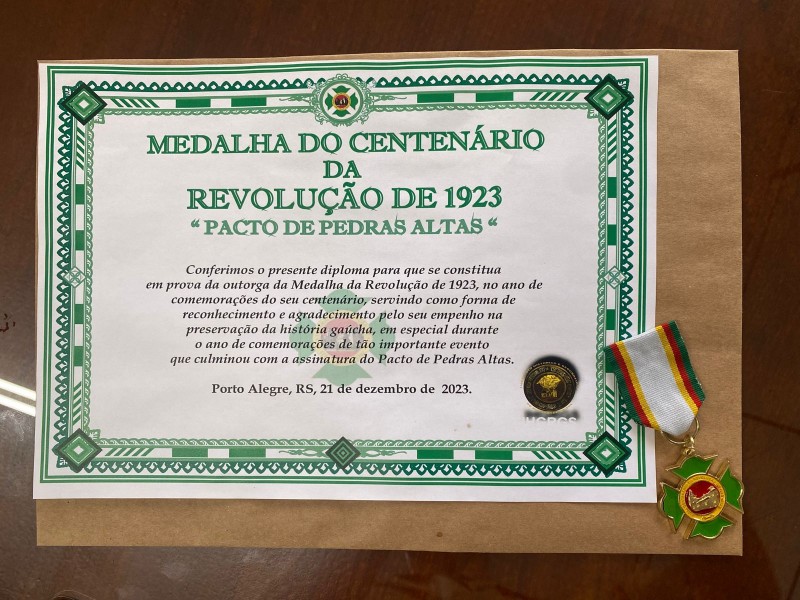 MEDALHA DO CENTENÁRIO
DA
REVOLUÇÃO DE 1923
“ PACTO DE PEDRAS ALTAS “
Conferimos o presente diploma para que se constitua
em prova da outorga da Medalha da Revolução de 1923, no ano de
comemorações do seu centenário, servindo como forma de
reconhecimento e agradecimento pelo seu empenho na
preservação da história gaúcha, em especial durante
o ano de comemorações de tão importante evento
que culminou com a assinatura do Pacto de Pedras Altas.
Porto Alegre, RS, 21 de dezembro de 2023.